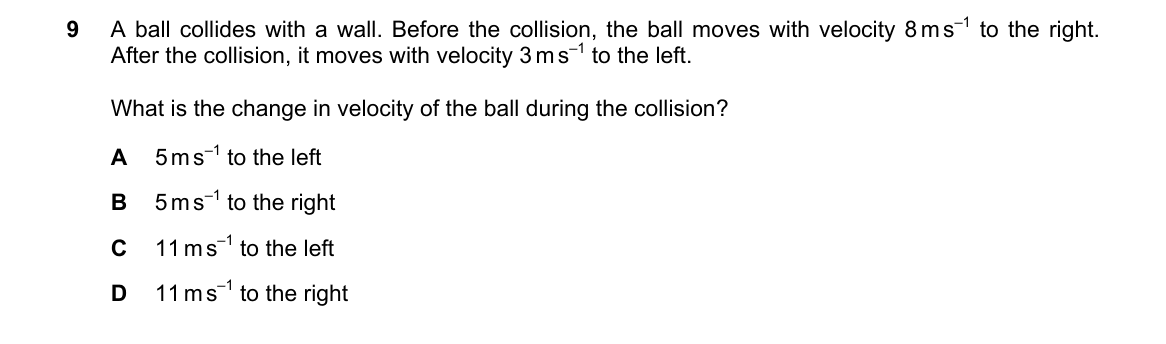 9 A ball collides with a wall. Before the collision, the ball moves with velocity 8 m s⁻¹ to the right.
After the collision, it moves with velocity 3 m s⁻¹ to the left.
What is the change in velocity of the ball during the collision?
A 5 m s⁻¹ to the left
B 5 m s⁻¹ to the right
C 11 m s⁻¹ to the left
D 11 m s⁻¹ to the right